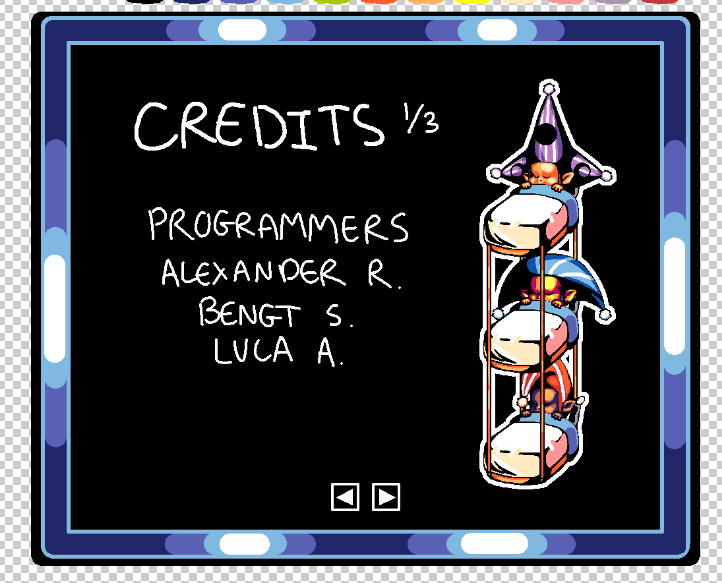 CREDITS 1/3
PROGRAMMERS
ALEXANDER R.
BENGT S.
LUCA A.